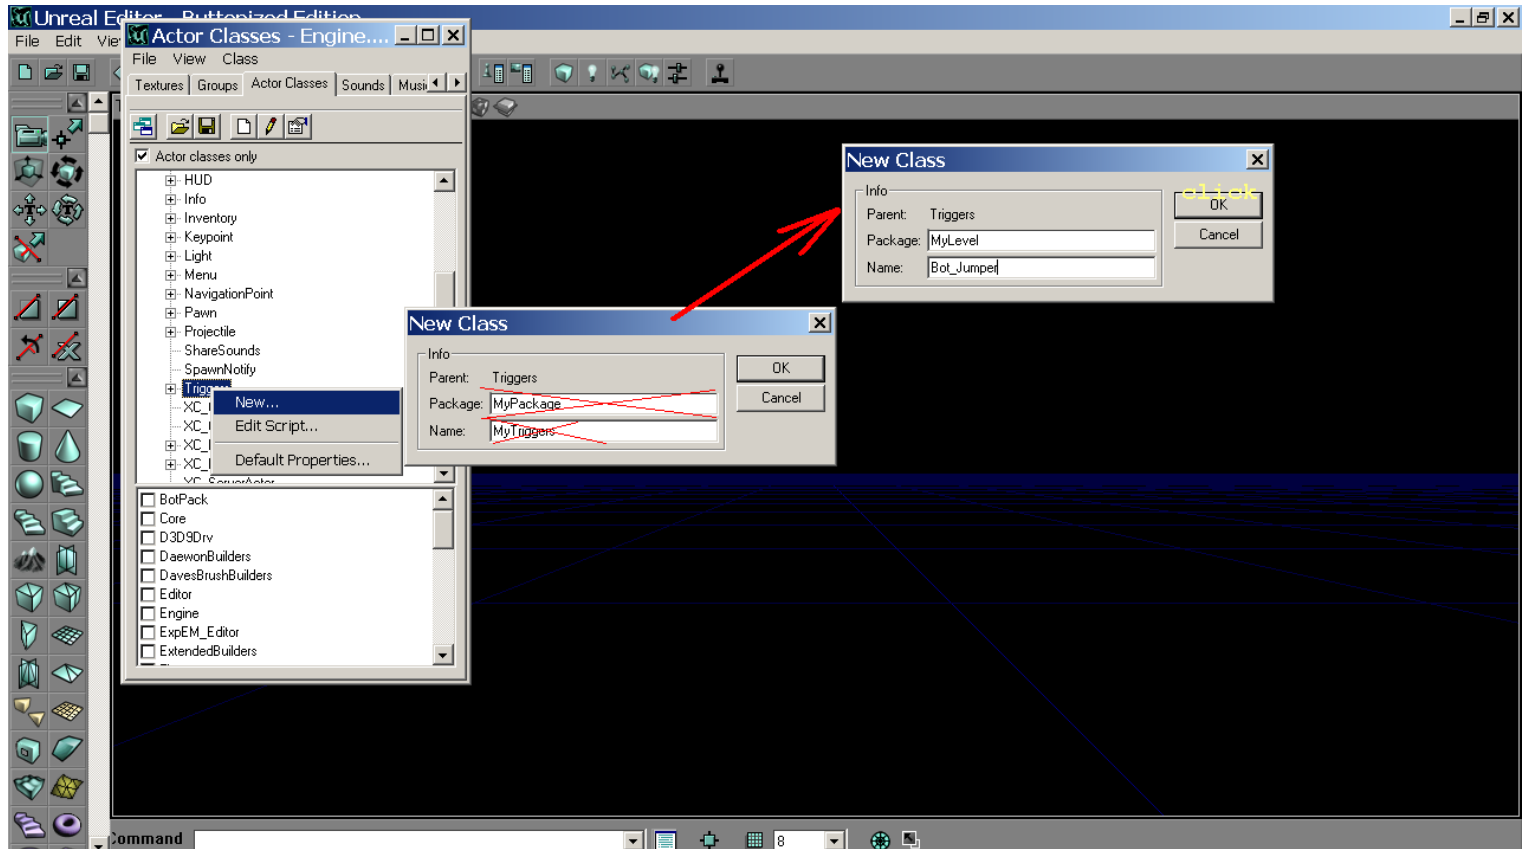 Unreal Editor - Buttonized Edition
File Edit
Actor Classes - Engine....
File View Class
Textures Groups Actor Classes Sounds
Actor classes only
HUD
Info
Inventory
Keypoint
Light
Menu
NavigationPoint
Pawn
Projectile
ShareSounds
SpawnNotify
New...
Edit Script...
Default Properties...
BotPack
Core
D3D9Drv
DaewonBuilders
DavesBrushBuilders
Editor
Engine
ExpEM_Editor
ExtendedBuilders
New Class
Info
Parent: Triggers
Package: MyPackage
Name: MyTriggers
OK
Cancel
New Class
Info
Parent: Triggers
Package: MyLevel
Name: Bot_Jumper
click
OK
Cancel
Command
8